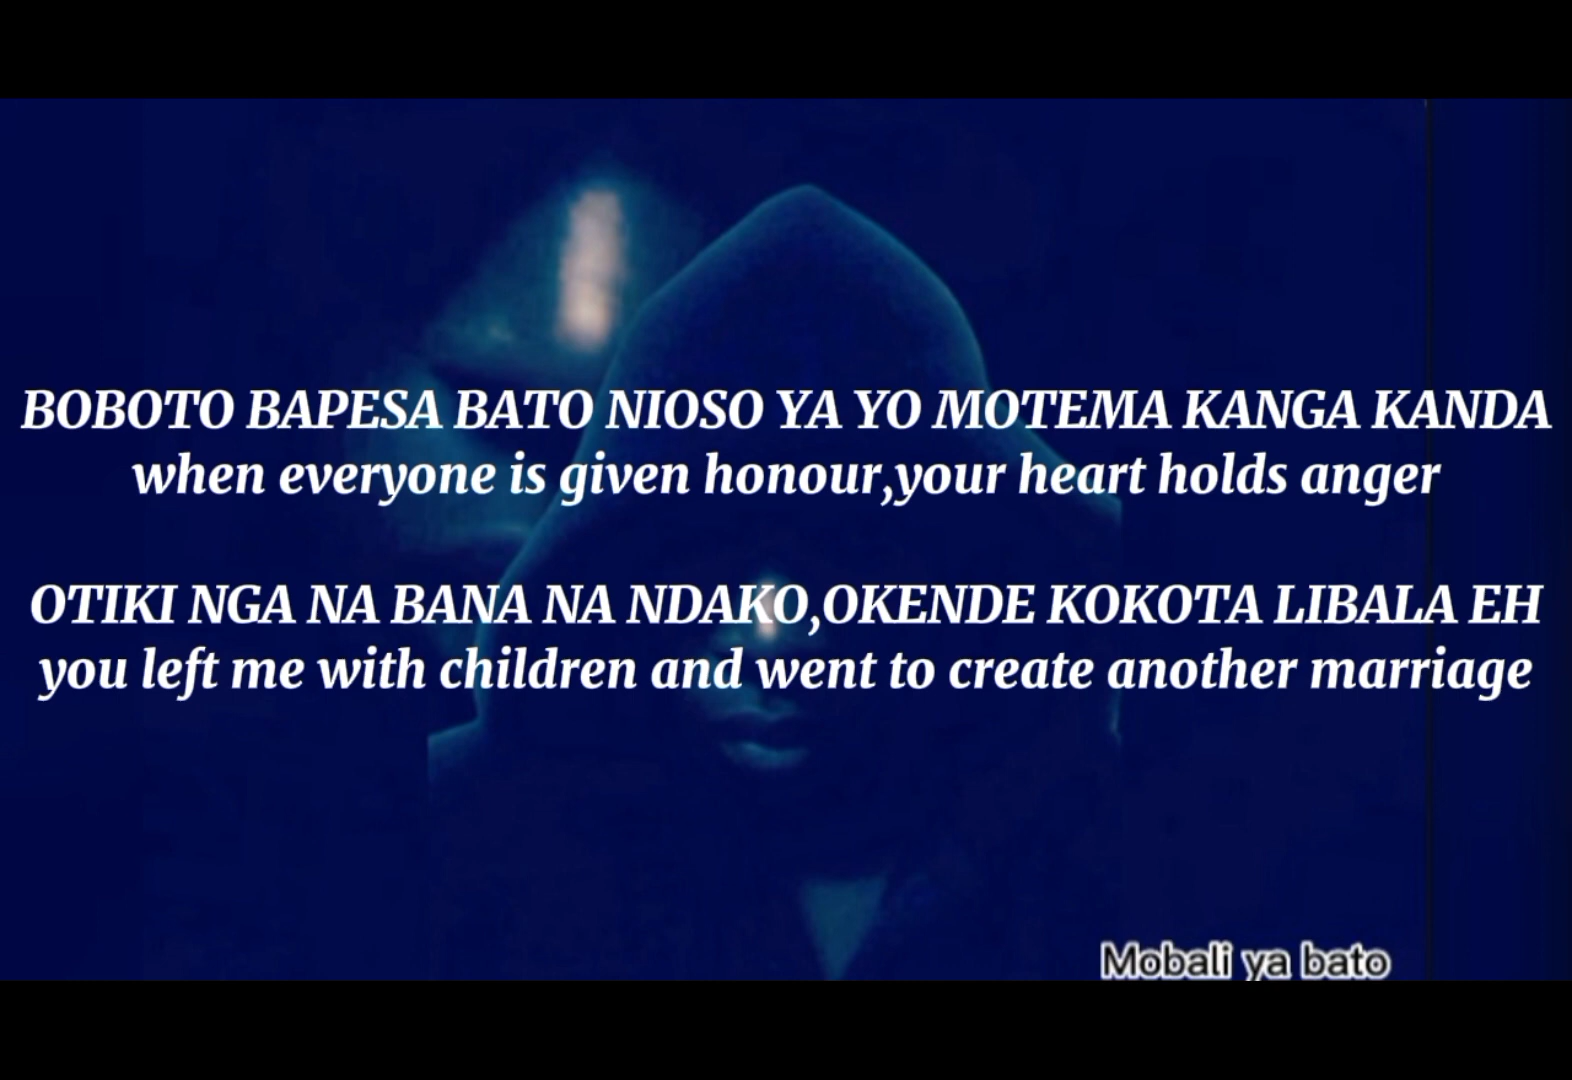 BOBOTO BAPESA BATO NIOSO YA YO MOTEMA KANGA KANDA
when everyone is given honour,your heart holds anger
OTIKI NGA NA BANA NA NDAKO,OKENDE KOKOTA LIBALA EH
you left me with children and went to create another marriage
Mobali ya bato